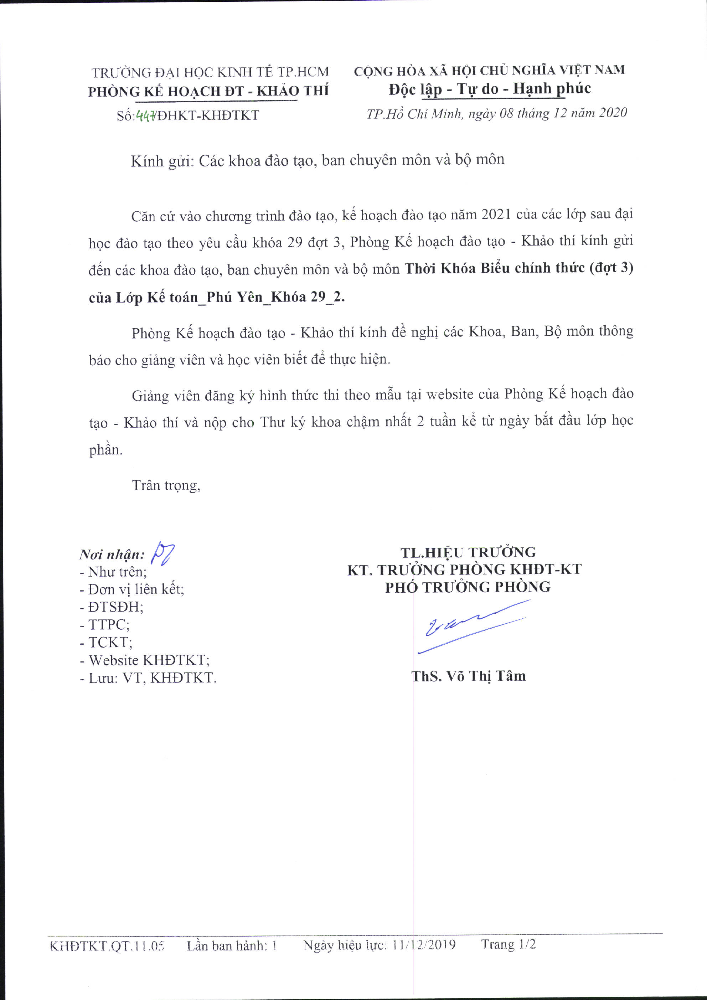 TRƯỜNG ĐẠI HỌC KINH TẾ TP.HCM
PHÒNG KẾ HOẠCH ĐT - KHẢO THÍ
Số:447/ĐHKT-KHĐTKT
CỘNG HÒA XÃ HỘI CHỦ NGHĨA VIỆT NAM
Độc lập - Tự do - Hạnh phúc
TP.Hồ Chí Minh, ngày 08 tháng 12 năm 2020
Kính gửi: Các khoa đào tạo, ban chuyên môn và bộ môn
Căn cứ vào chương trình đào tạo, kế hoạch đào tạo năm 2021 của các lớp sau đại
học đào tạo theo yêu cầu khóa 29 đợt 3, Phòng Kế hoạch đào tạo - Khảo thí kính gửi
đến các khoa đào tạo, ban chuyên môn và bộ môn Thời Khóa Biểu chính thức (đợt 3)
của Lớp Kế toán_Phú Yên_Khóa 29_2.
Phòng Kế hoạch đào tạo - Khảo thí kính đề nghị các Khoa, Ban, Bộ môn thông
báo cho giảng viên và học viên biết để thực hiện.
Giảng viên đăng ký hình thức thi theo mẫu tại website của Phòng Kế hoạch đào
tạo - Khảo thí và nộp cho Thư ký khoa chậm nhất 2 tuần kể từ ngày bắt đầu lớp học
phần.
Trân trọng,
Nơi nhận:
- Như trên;
- Đơn vị liên kết;
- ĐTSĐH;
- TTPC;
- TCKT;
- Website KHĐTKT;
- Lưu: VT, KHĐTKT.
TL.HIỆU TRƯỞNG
KT. TRƯỞNG PHÒNG KHĐT-KT
PHÓ TRƯỞNG PHÒNG
ThS. Võ Thị Tâm
KHĐTKT.QT.11.05 Lần ban hành: 1 Ngày hiệu lực: 11/12/2019 Trang 1/2